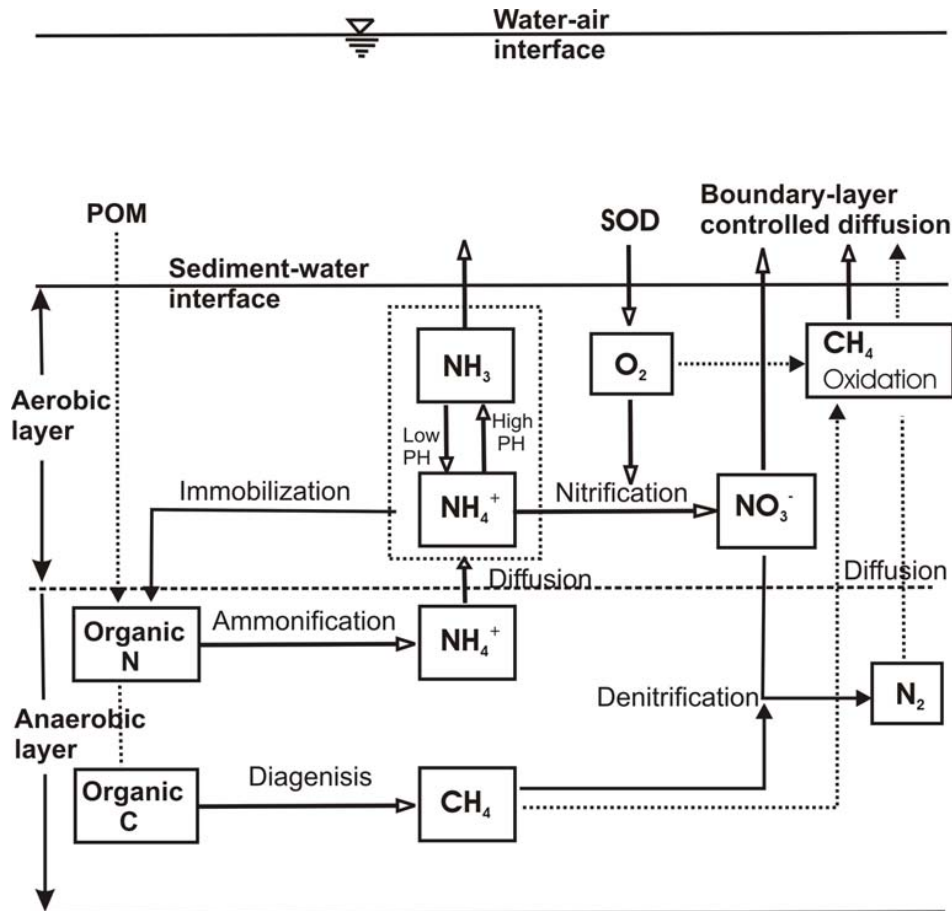 Water-air
interface
POM
SOD
Boundary-layer
controlled diffusion
Sediment-water
interface
Aerobic
layer
NH₃
O₂
CH₄
Oxidation
Low
PH
High
PH
Immobilization
NH₄⁺
Nitrification
NO₃⁻
Diffusion
Diffusion
Organic
N
Ammonification
NH₄⁺
Denitrification
N₂
Anaerobic
layer
Organic
C
Diagenisis
CH₄